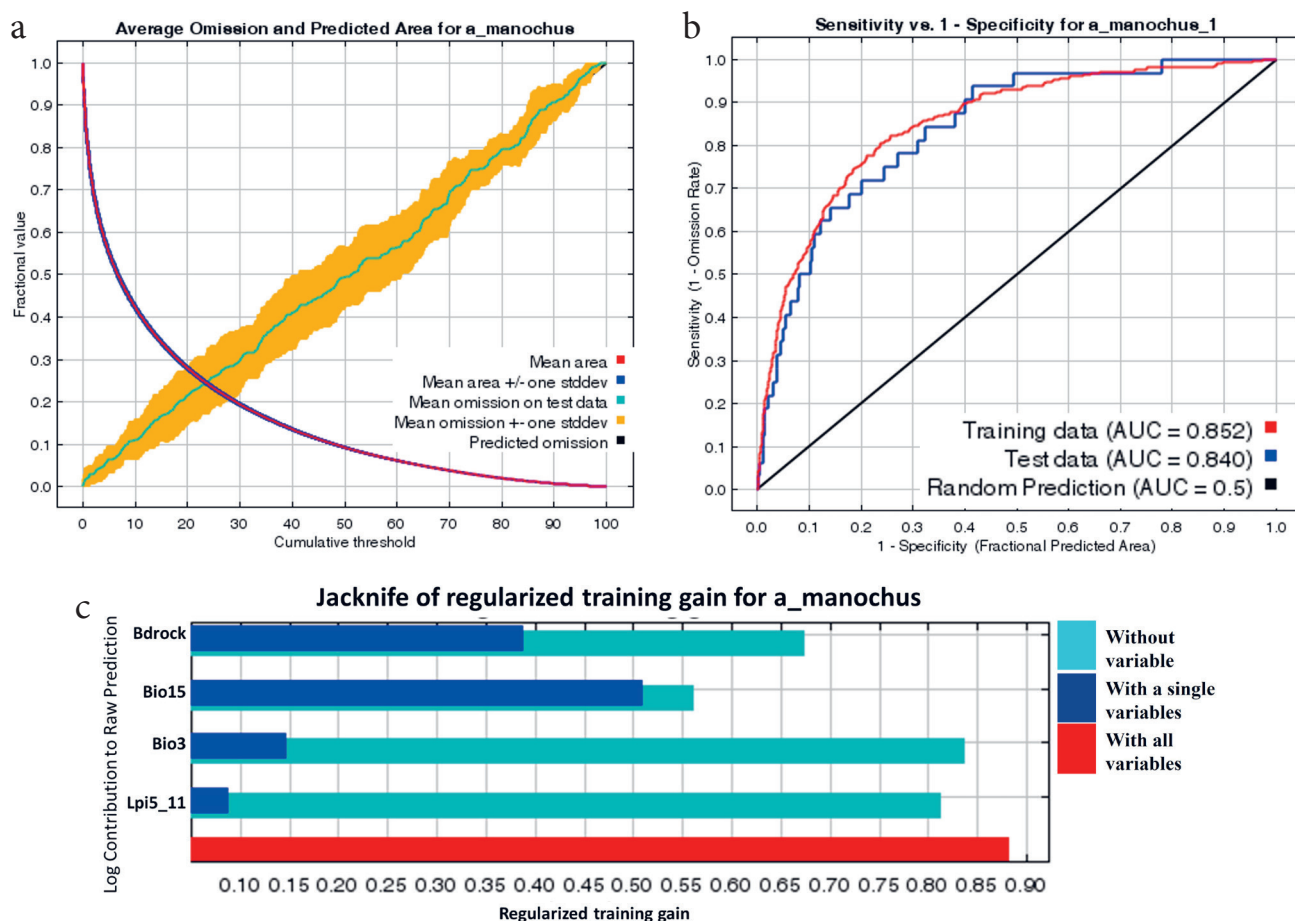 a
Average Omission and Predicted Area for a_manochus
Fractional value
1.0
0.9
0.8
0.7
0.6
0.5
0.4
0.3
0.2
0.1
0.0
Mean area
Mean area +/- one stddev
Mean omission on test data
Mean omission +- one stddev
Predicted omission
0 10 20 30 40 50 60 70 80 90 100
Cumulative threshold
b
Sensitivity vs. 1 - Specificity for a_manochus_1
Sensitivity (1 - Omission Rate)
1.0
0.9
0.8
0.7
0.6
0.5
0.4
0.3
0.2
0.1
0.0
Training data (AUC = 0.852)
Test data (AUC = 0.840)
Random Prediction (AUC = 0.5)
0.0 0.1 0.2 0.3 0.4 0.5 0.6 0.7 0.8 0.9 1.0
1 - Specificity (Fractional Predicted Area)
c
Jacknife of regularized training gain for a_manochus
Log Contribution to Raw Prediction
Bdrock
Bio15
Bio3
Lpi5_11
Without
variable
With a single
variables
With all
variables
0.10 0.15 0.20 0.25 0.30 0.35 0.40 0.45 0.50 0.55 0.60 0.65 0.70 0.75 0.80 0.85 0.90
Regularized training gain